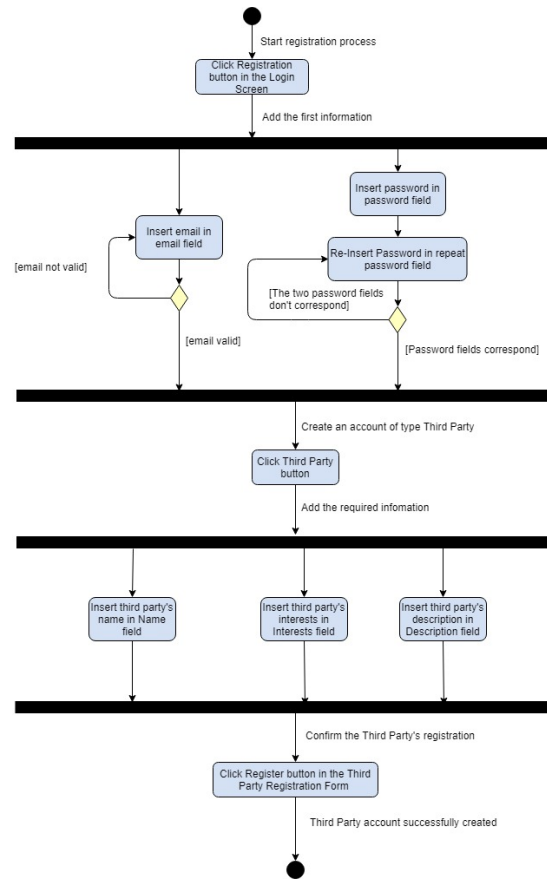 Start registration process
Click Registration
button in the Login
Screen
Add the first information
Insert password in
password field
Insert email in
email field
Re-Insert Password in repeat
password field
[email not valid]
[The two password fields
don't correspond]
[email valid]
[Password fields correspond]
Create an account of type Third Party
Click Third Party
button
Add the required infomation
Insert third party's
name in Name
field
Insert third party's
interests in
Interests field
Insert third party's
description in
Description field
Confirm the Third Party's registration
Click Register button in the Third
Party Registration Form
Third Party account successfully created